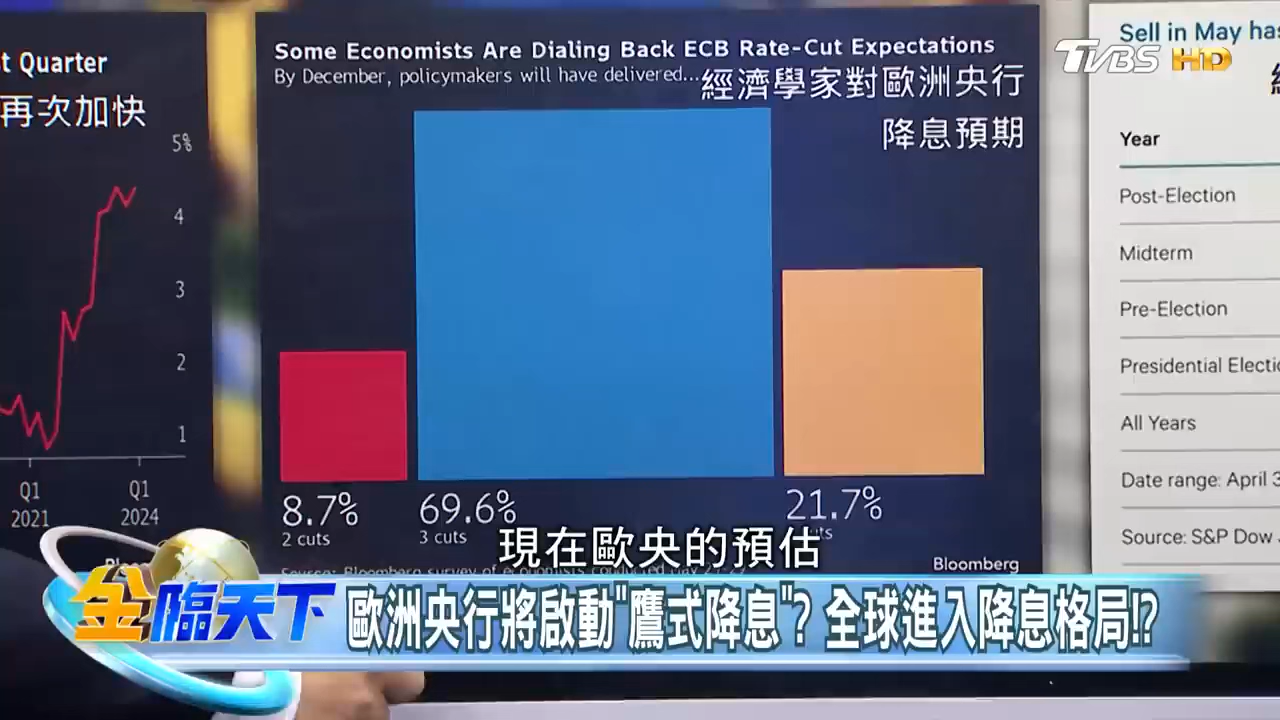 t Quarter
再次加快
5%
4
3
2
1
Q1
2021
Q1
2024
Some Economists Are Dialing Back ECB Rate-Cut Expectations
By December, policymakers will have delivered...
經濟學家對歐洲央行
降息預期
8.7%
2 cuts
69.6%
3 cuts
21.7%
Bloomberg
Sell in May has
TVBS HD
Year
Post-Election
Midterm
Pre-Election
Presidential Electi
All Years
Date range: April 3
Source: S&P Dow J
現在歐央的預估
金臨天下
歐洲央行將啟動"鷹式降息"? 全球進入降息格局!?